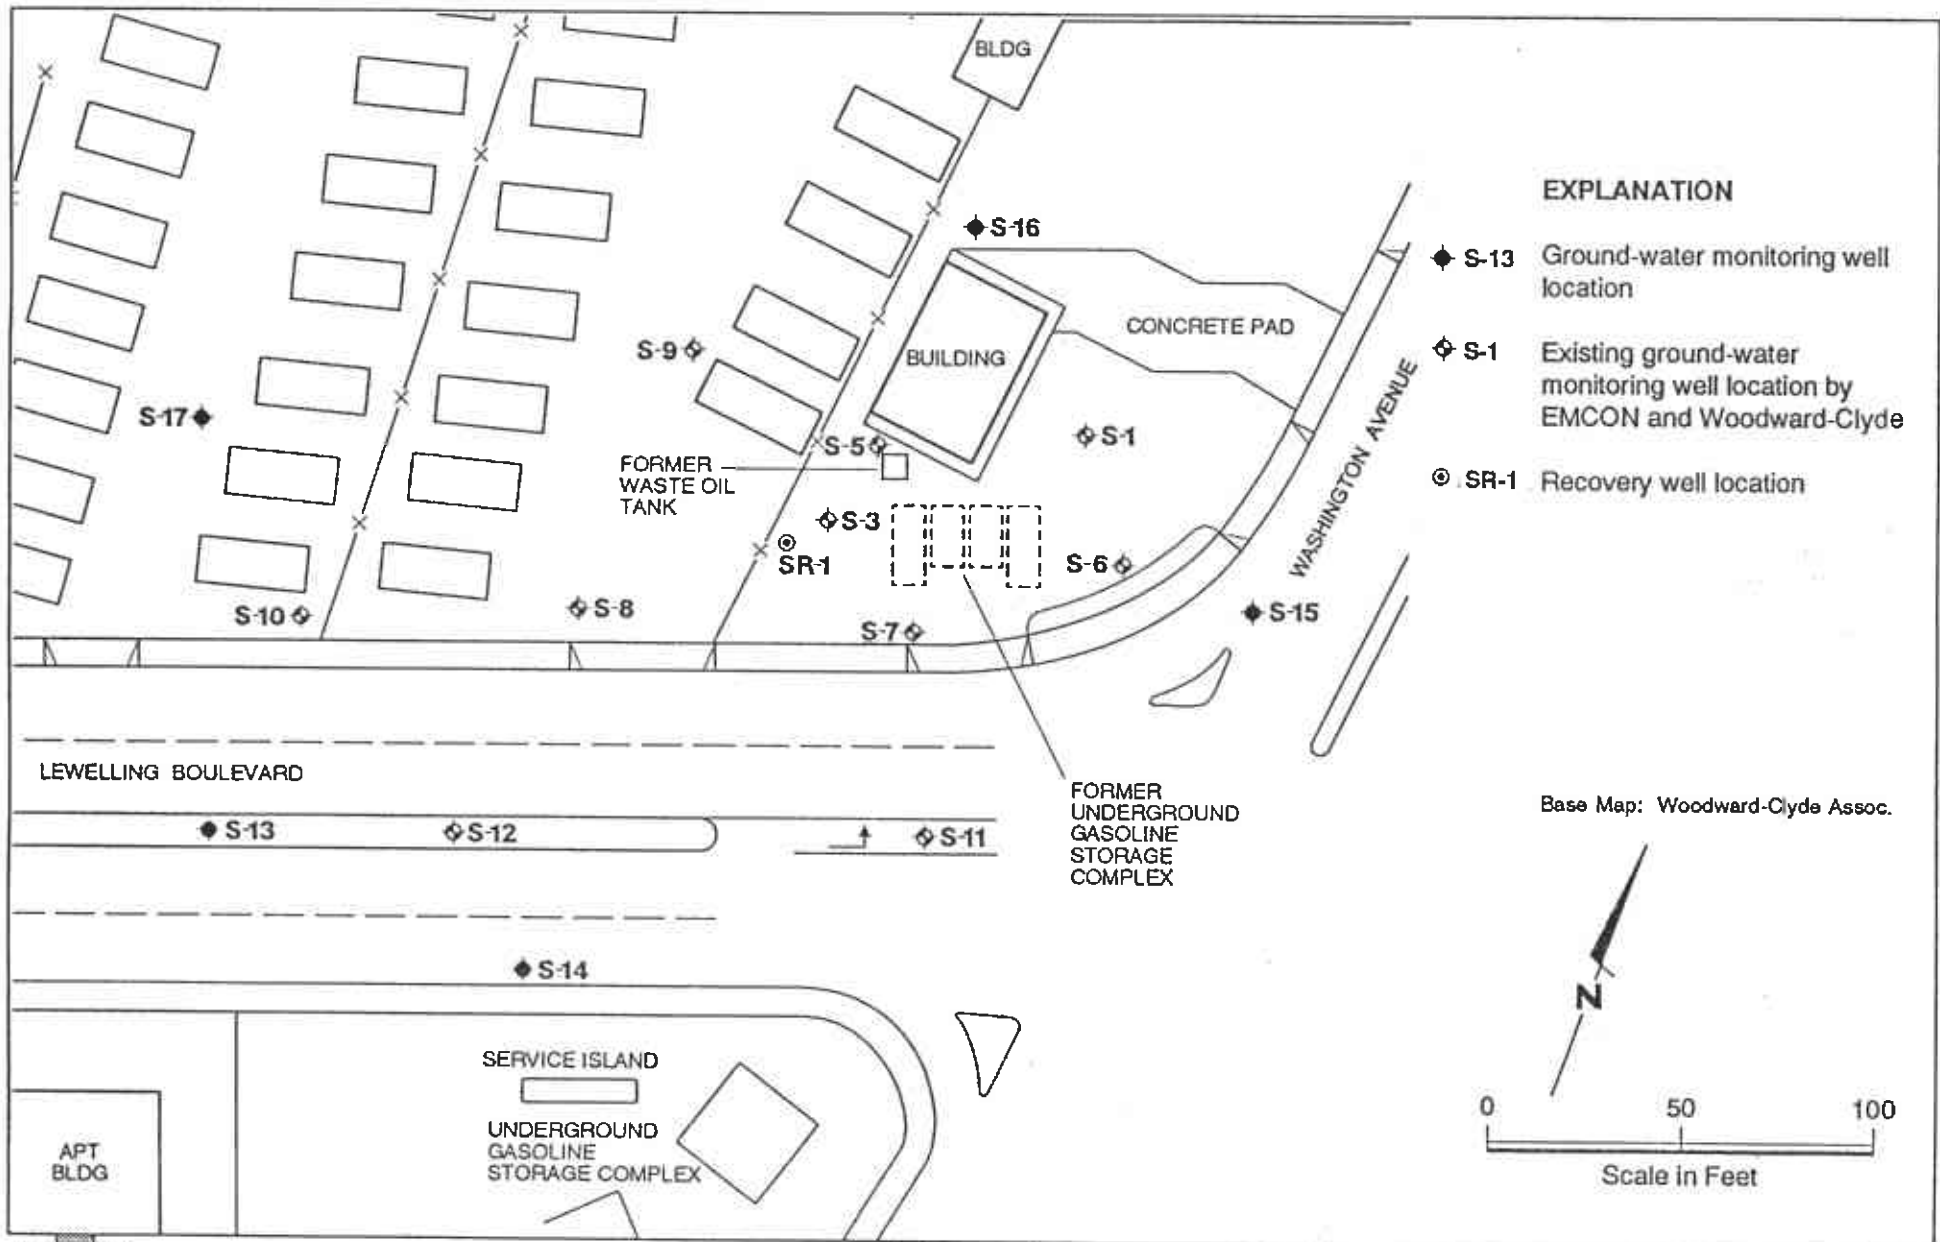 BLDG
EXPLANATION
S-16
S-13 Ground-water monitoring well
location
CONCRETE PAD
S-9
BUILDING
S-1 Existing ground-water
monitoring well location by
EMCON and Woodward-Clyde
WASHINGTON AVENUE
S-17
S-5
S-1
FORMER
WASTE OIL
TANK
SR-1 Recovery well location
S-3
SR-1
S-6
S-10
S-8
S-7
S-15
LEWELLING BOULEVARD
FORMER
UNDERGROUND
GASOLINE
STORAGE
COMPLEX
Base Map: Woodward-Clyde Assoc.
S-13
S-12
S-11
S-14
N
SERVICE ISLAND
UNDERGROUND
GASOLINE
STORAGE COMPLEX
APT
BLDG
0 50 100
Scale in Feet